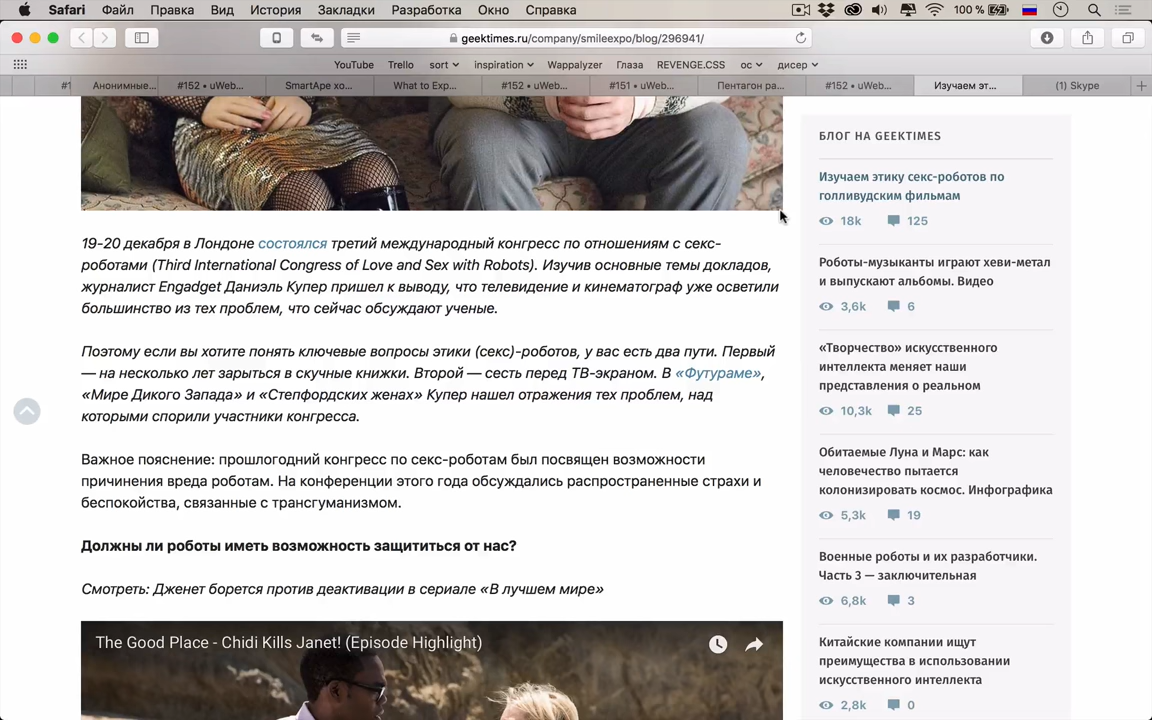 Safari Файл Правка Вид История Закладки Разработка Окно Справка 100 %
geektimes.ru/company/smileexpo/blog/296941/
YouTube Trello sort inspiration Wappalyzer Глаза REVENGE.CSS ос дисер
#1 Анонимные... #152 • uWeb... SmartApe хо... What to Exp... #152 • uWeb... #151 • uWeb... Пентагон ра... #152 • uWeb... Изучаем эт... (1) Skype
19-20 декабря в Лондоне состоялся третий международный конгресс по отношениям с секс-
роботами (Third International Congress of Love and Sex with Robots). Изучив основные темы докладов,
журналист Engadget Даниэль Купер пришел к выводу, что телевидение и кинематограф уже осветили
большинство из тех проблем, что сейчас обсуждают ученые.
Поэтому если вы хотите понять ключевые вопросы этики (секс)-роботов, у вас есть два пути. Первый
— на несколько лет зарыться в скучные книжки. Второй — сесть перед ТВ-экраном. В «Футураме»,
«Мире Дикого Запада» и «Степфордских женах» Купер нашел отражения тех проблем, над
которыми спорили участники конгресса.
Важное пояснение: прошлогодний конгресс по секс-роботам был посвящен возможности
причинения вреда роботам. На конференции этого года обсуждались распространенные страхи и
беспокойства, связанные с трансгуманизмом.
Должны ли роботы иметь возможность защититься от нас?
Смотреть: Дженет борется против деактивации в сериале «В лучшем мире»
The Good Place - Chidi Kills Janet! (Episode Highlight)
БЛОГ НА GEEKTIMES
Изучаем этику секс-роботов по
голливудским фильмам
18k 125
Роботы-музыканты играют хеви-метал
и выпускают альбомы. Видео
3,6k 6
«Творчество» искусственного
интеллекта меняет наши
представления о реальном
10,3k 25
Обитаемые Луна и Марс: как
человечество пытается
колонизировать космос. Инфографика
5,3k 19
Военные роботы и их разработчики.
Часть 3 — заключительная
6,8k 3
Китайские компании ищут
преимущества в использовании
искусственного интеллекта
2,8k 0